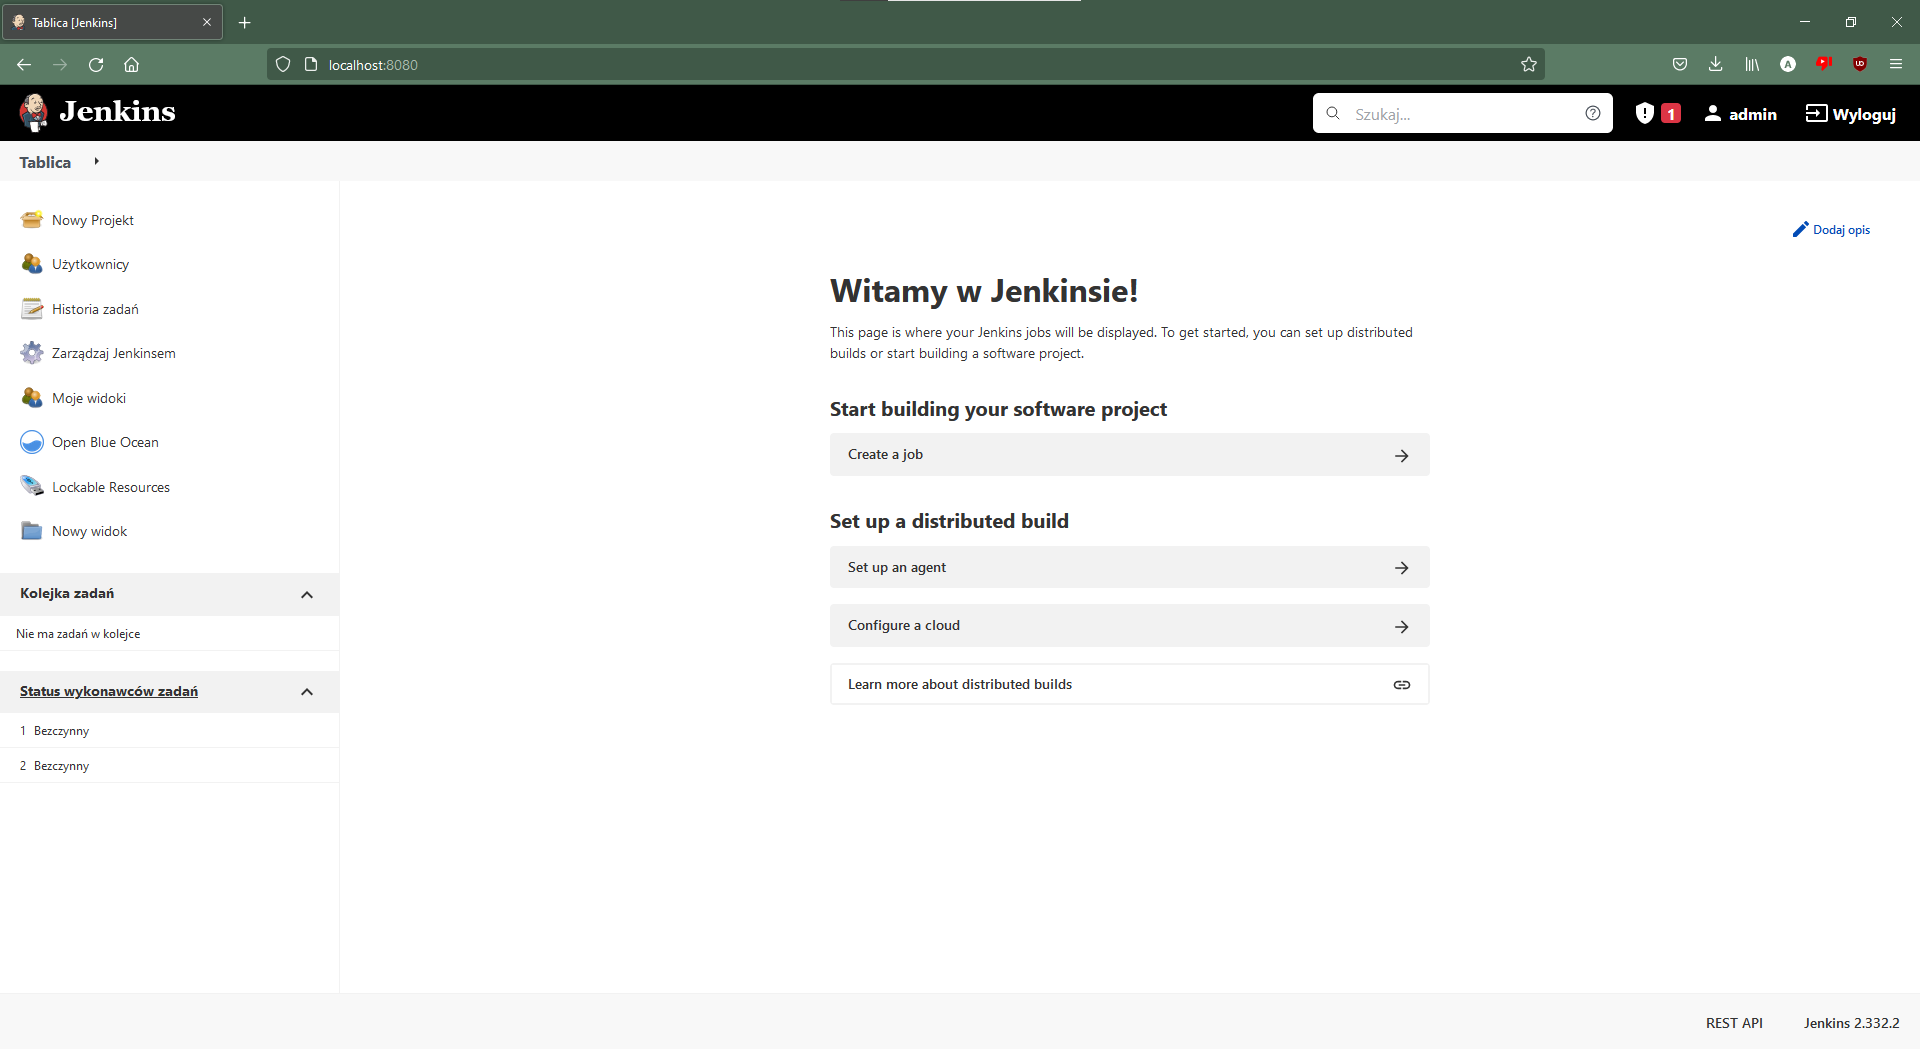 Tablica [Jenkins]
localhost:8080
Jenkins
Szukaj...
1
admin
Wyloguj
Tablica
Nowy Projekt
Użytkownicy
Historia zadań
Zarządzaj Jenkinsem
Moje widoki
Open Blue Ocean
Lockable Resources
Nowy widok
Kolejka zadań
Nie ma zadań w kolejce
Status wykonawców zadań
1 Bezczynny
2 Bezczynny
Dodaj opis
Witamy w Jenkinsie!
This page is where your Jenkins jobs will be displayed. To get started, you can set up distributed
builds or start building a software project.
Start building your software project
Create a job
Set up a distributed build
Set up an agent
Configure a cloud
Learn more about distributed builds
REST API
Jenkins 2.332.2